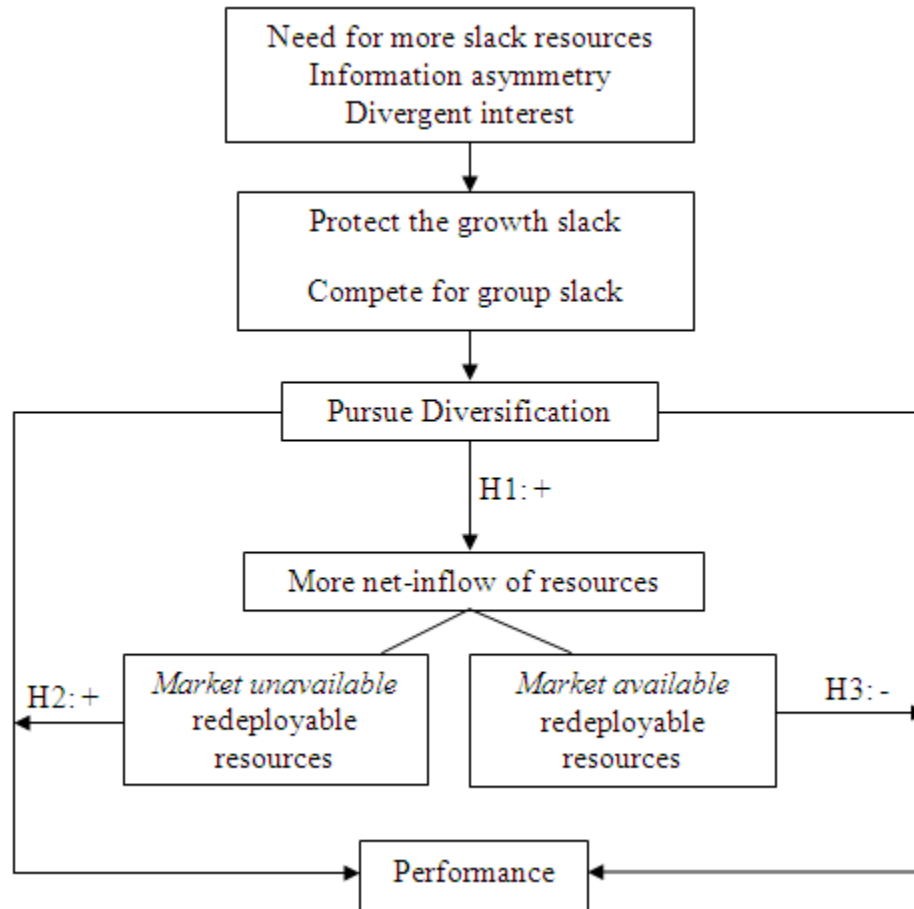 Need for more slack resources
Information asymmetry
Divergent interest
Protect the growth slack
Compete for group slack
Pursue Diversification
H1: +
More net-inflow of resources
H2: +
Market unavailable
redeployable
resources
Market available
redeployable
resources
H3: -
Performance